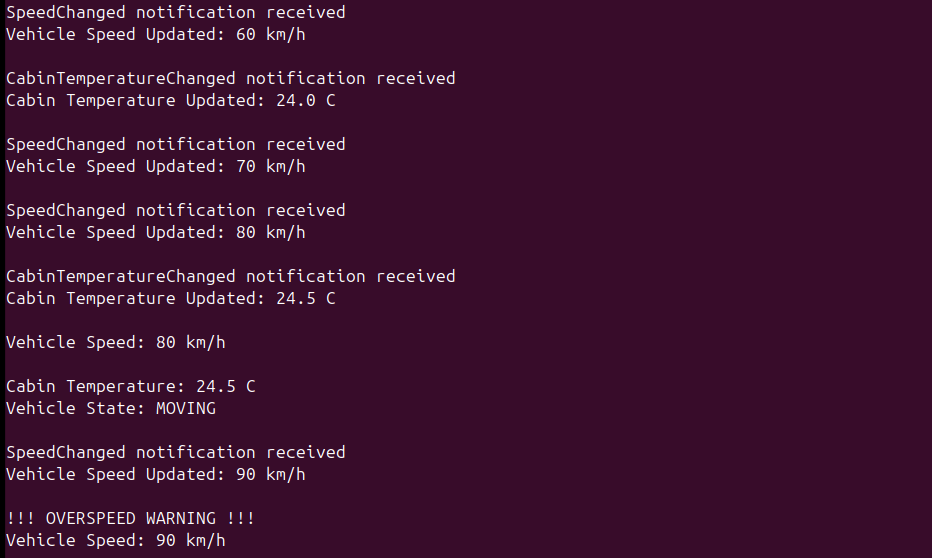 SpeedChanged notification received
Vehicle Speed Updated: 60 km/h
CabinTemperatureChanged notification received
Cabin Temperature Updated: 24.0 C
SpeedChanged notification received
Vehicle Speed Updated: 70 km/h
SpeedChanged notification received
Vehicle Speed Updated: 80 km/h
CabinTemperatureChanged notification received
Cabin Temperature Updated: 24.5 C
Vehicle Speed: 80 km/h
Cabin Temperature: 24.5 C
Vehicle State: MOVING
SpeedChanged notification received
Vehicle Speed Updated: 90 km/h
!!! OVERSPEED WARNING !!!
Vehicle Speed: 90 km/h